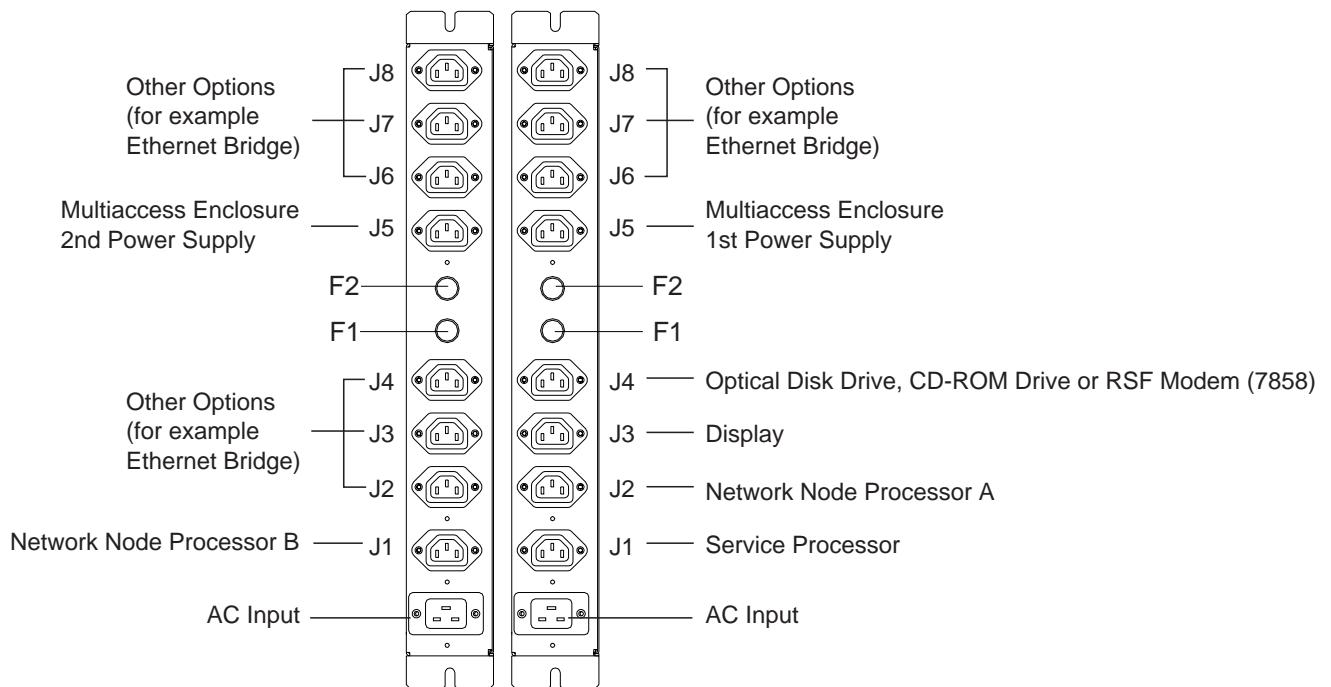 J8
J7
J6
Other Options
(for example
Ethernet Bridge)
Multiaccess Enclosure
2nd Power Supply
J5
F2
F1
J4
J3
J2
Other Options
(for example
Ethernet Bridge)
Network Node Processor B
J1
AC Input
J8
J7
J6
Other Options
(for example
Ethernet Bridge)
J5
Multiaccess Enclosure
1st Power Supply
F2
F1
J4
Optical Disk Drive, CD-ROM Drive or RSF Modem (7858)
J3
Display
J2
Network Node Processor A
J1
Service Processor
AC Input